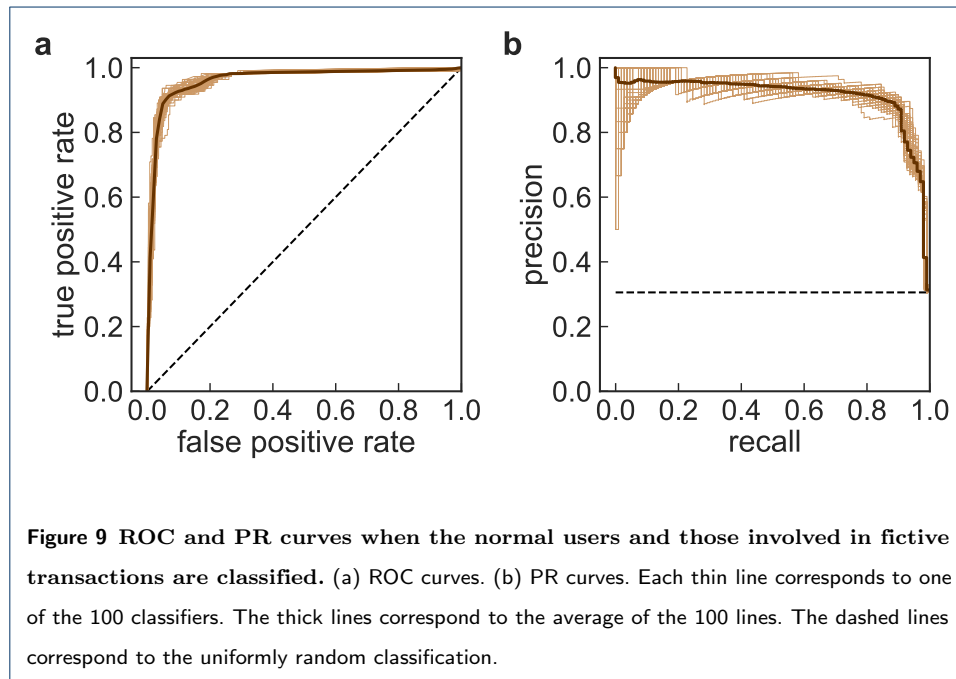 a
b
1.0
0.8
0.6
0.4
0.2
0.0
true positive rate
0.0 0.2 0.4 0.6 0.8 1.0
false positive rate
1.0
0.8
0.6
0.4
0.2
0.0
precision
0.0 0.2 0.4 0.6 0.8 1.0
recall
Figure 9 ROC and PR curves when the normal users and those involved in fictive
transactions are classified. (a) ROC curves. (b) PR curves. Each thin line corresponds to one
of the 100 classifiers. The thick lines correspond to the average of the 100 lines. The dashed lines
correspond to the uniformly random classification.